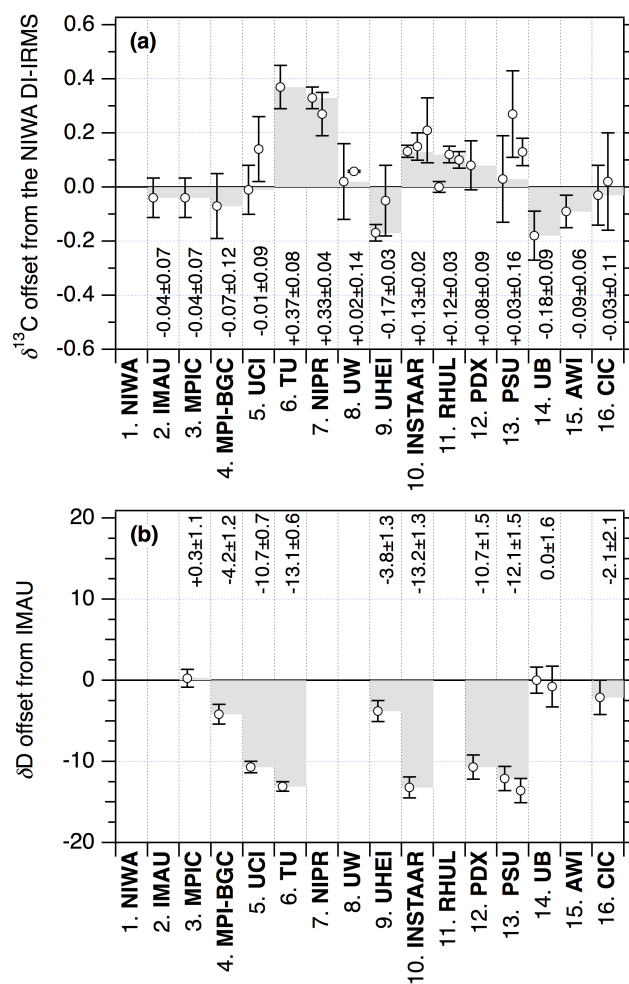 (a)
δ13C offset from the NIWA DI-IRMS
0.6
0.4
0.2
0.0
-0.2
-0.4
-0.6
-0.04±0.07
-0.04±0.07
-0.07±0.12
-0.01±0.09
+0.37±0.08
+0.33±0.04
+0.02±0.14
-0.17±0.03
+0.13±0.02
+0.12±0.03
+0.08±0.09
+0.03±0.16
-0.18±0.09
-0.09±0.06
-0.03±0.11
1. NIWA
2. IMAU
3. MPIC
4. MPI-BGC
5. UCI
6. TU
7. NIPR
8. UW
9. UHEI
10. INSTAAR
11. RHUL
12. PDX
13. PSU
14. UB
15. AWI
16. CIC
(b)
δD offset from IMAU
20
10
0
-10
-20
+0.3±1.1
-4.2±1.2
-10.7±0.7
-13.1±0.6
-3.8±1.3
-13.2±1.3
-10.7±1.5
-12.1±1.5
0.0±1.6
-2.1±2.1
1. NIWA
2. IMAU
3. MPIC
4. MPI-BGC
5. UCI
6. TU
7. NIPR
8. UW
9. UHEI
10. INSTAAR
11. RHUL
12. PDX
13. PSU
14. UB
15. AWI
16. CIC